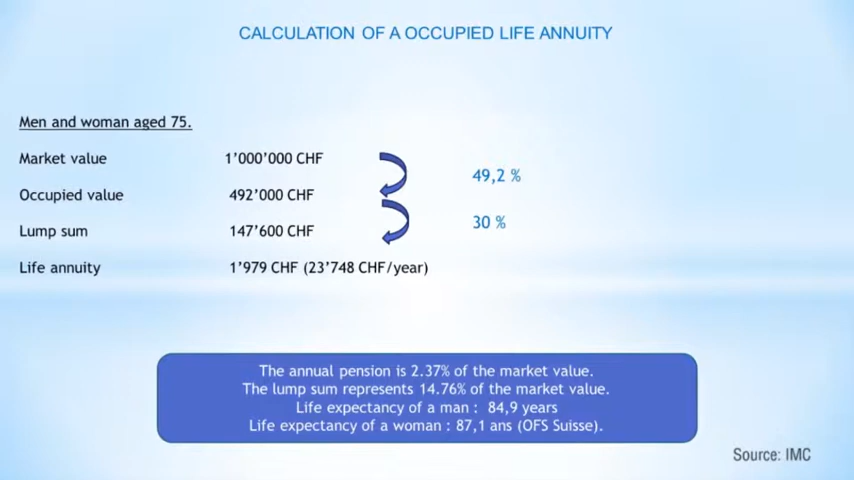 CALCULATION OF A OCCUPIED LIFE ANNUITY
Men and woman aged 75.
Market value 1’000’000 CHF
49,2 %
Occupied value 492’000 CHF
30 %
Lump sum 147’600 CHF
Life annuity 1’979 CHF (23’748 CHF/year)
The annual pension is 2.37% of the market value.
The lump sum represents 14.76% of the market value.
Life expectancy of a man : 84,9 years
Life expectancy of a woman : 87,1 ans (OFS Suisse).
Source: IMC